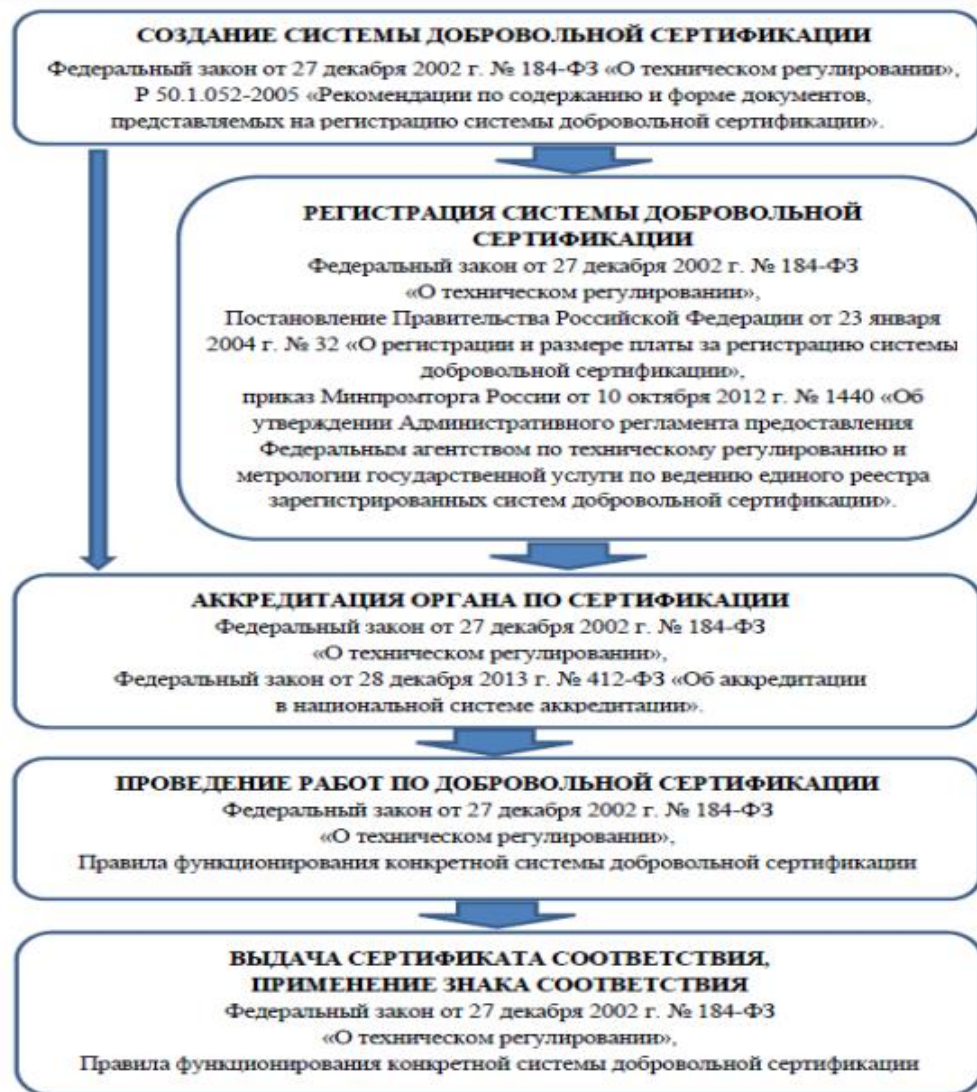 СОЗДАНИЕ СИСТЕМЫ ДОБРОВОЛЬНОЙ СЕРТИФИКАЦИИ
Федеральный закон от 27 декабря 2002 г. № 184-ФЗ «О техническом регулировании»,
Р 50.1.052-2005 «Рекомендации по содержанию и форме документов,
представляемых на регистрацию системы добровольной сертификации».
РЕГИСТРАЦИЯ СИСТЕМЫ ДОБРОВОЛЬНОЙ
СЕРТИФИКАЦИИ
Федеральный закон от 27 декабря 2002 г. № 184-ФЗ
«О техническом регулировании»,
Постановление Правительства Российской Федерации от 23 января
2004 г. № 32 «О регистрации и размере платы за регистрацию системы
добровольной сертификации»,
приказ Минпромторга России от 10 октября 2012 г. № 1440 «Об
утверждении Административного регламента предоставления
Федеральным агентством по техническому регулированию и
метрологии государственной услуги по ведению единого реестра
зарегистрированных систем добровольной сертификации».
АККРЕДИТАЦИЯ ОРГАНА ПО СЕРТИФИКАЦИИ
Федеральный закон от 27 декабря 2002 г. № 184-ФЗ
«О техническом регулировании»,
Федеральный закон от 28 декабря 2013 г. № 412-ФЗ «Об аккредитации
в национальной системе аккредитации».
ПРОВЕДЕНИЕ РАБОТ ПО ДОБРОВОЛЬНОЙ СЕРТИФИКАЦИИ
Федеральный закон от 27 декабря 2002 г. № 184-ФЗ
«О техническом регулировании»,
Правила функционирования конкретной системы добровольной сертификации
ВЫДАЧА СЕРТИФИКАТА СООТВЕТСТВИЯ,
ПРИМЕНЕНИЕ ЗНАКА СООТВЕТСТВИЯ
Федеральный закон от 27 декабря 2002 г. № 184-ФЗ
«О техническом регулировании»,
Правила функционирования конкретной системы добровольной сертификации